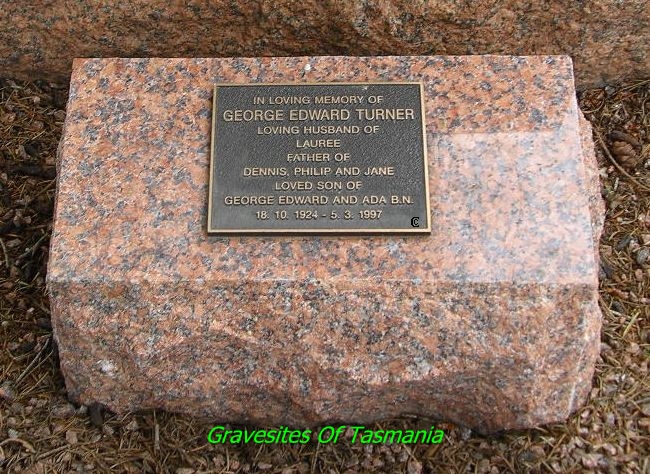 IN LOVING MEMORY OF
GEORGE EDWARD TURNER
LOVING HUSBAND OF
LAUREE
FATHER OF
DENNIS, PHILIP AND JANE
LOVED SON OF
GEORGE EDWARD AND ADA B.N.
18. 10. 1924 - 5. 3. 1997
Gravesites Of Tasmania